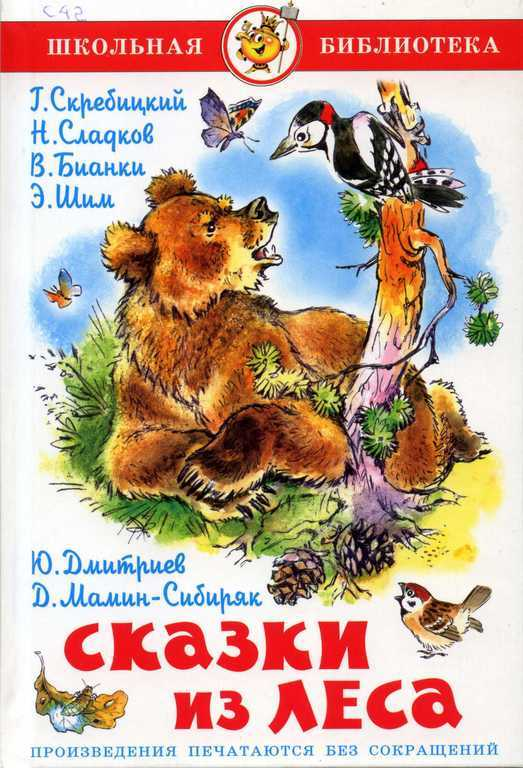 с42
ШКОЛЬНАЯ БИБЛИОТЕКА
Г. Скребицкий
Н. Сладков
В. Бианки
Э. Шим
Ю. Дмитриев
Д. Мамин-Сибиряк
Сказки
из леса
ПРОИЗВЕДЕНИЯ ПЕЧАТАЮТСЯ БЕЗ СОКРАЩЕНИЙ